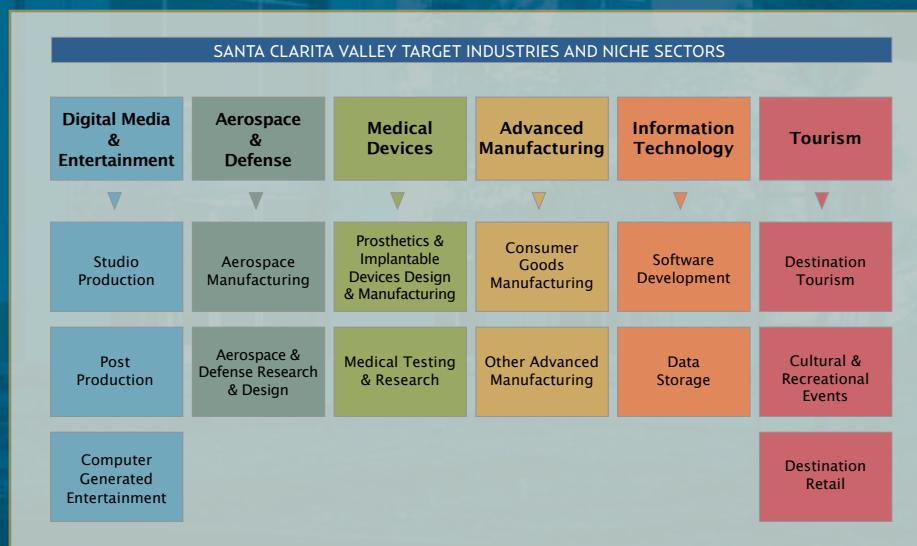 SANTA CLARITA VALLEY TARGET INDUSTRIES AND NICHE SECTORS
Digital Media
&
Entertainment
Aerospace
&
Defense
Medical
Devices
Advanced
Manufacturing
Information
Technology
Tourism
Studio
Production
Aerospace
Manufacturing
Prosthetics &
Implantable
Devices Design
& Manufacturing
Consumer
Goods
Manufacturing
Software
Development
Destination
Tourism
Post
Production
Aerospace &
Defense Research
& Design
Medical Testing
& Research
Other Advanced
Manufacturing
Data
Storage
Cultural &
Recreational
Events
Computer
Generated
Entertainment
Destination
Retail